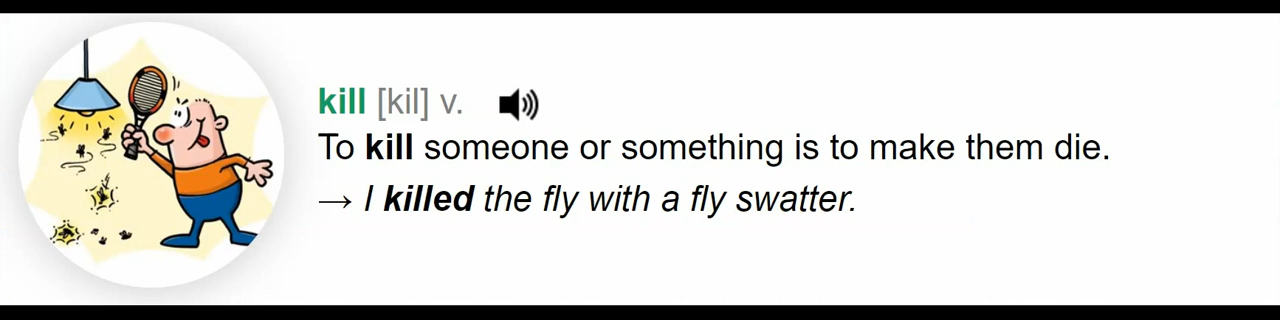 kill [kil] v.
To kill someone or something is to make them die.
→ I killed the fly with a fly swatter.